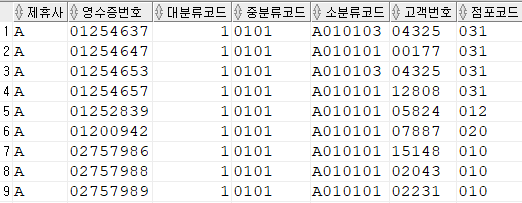 제휴사 영수증번호 대분류코드 중분류코드 소분류코드 고객번호 점포코드
1 A 01254637 1 0101 A010103 04325 031
2 A 01254647 1 0101 A010101 00177 031
3 A 01254653 1 0101 A010103 04325 031
4 A 01254657 1 0101 A010101 12808 031
5 A 01252839 1 0101 A010101 05824 012
6 A 01200942 1 0101 A010101 07887 020
7 A 02757986 1 0101 A010101 15148 010
8 A 02757988 1 0101 A010101 02043 010
9 A 02757989 1 0101 A010101 02231 010